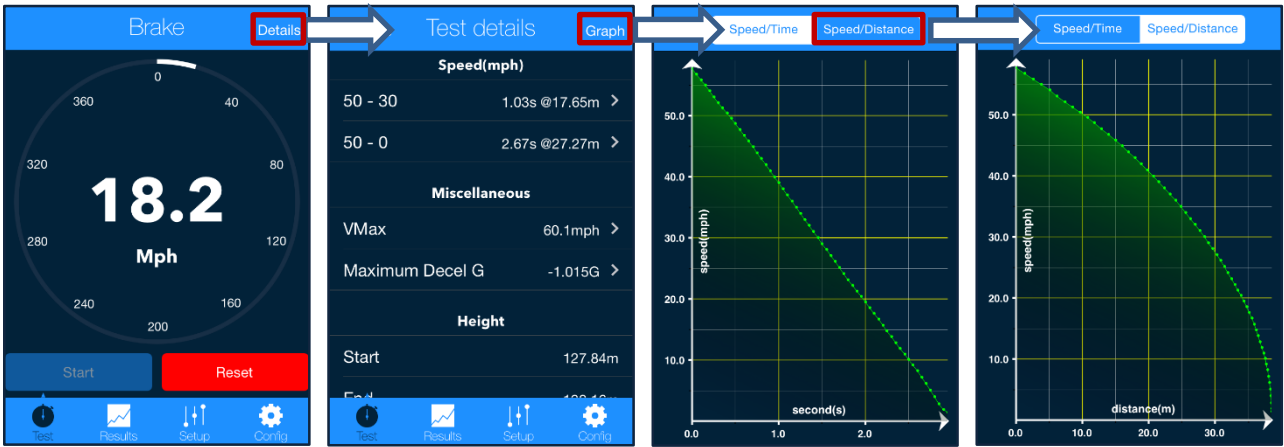 Brake
Details
0
40
80
120
160
200
240
280
320
360
18.2
Mph
Start
Reset
Test
Results
Setup
Config
Test details
Graph
Speed(mph)
50 - 30 1.03s @17.65m
50 - 0 2.67s @27.27m
Miscellaneous
VMax 60.1mph
Maximum Decel G -1.015G
Height
Start 127.84m
End
Test
Results
Setup
Config
Speed/Time
Speed/Distance
50.0
40.0
30.0
20.0
10.0
speed(mph)
second(s)
0.0
1.0
2.0
Speed/Time
Speed/Distance
50.0
40.0
30.0
20.0
10.0
speed(mph)
distance(m)
0.0
10.0
20.0
30.0